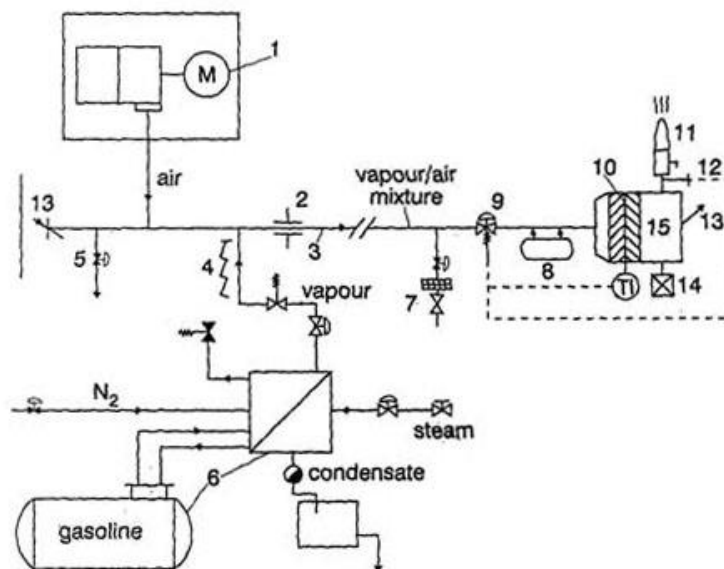 1
M
11
air
vapour/air
mixture
10
12
13
2
9
15
13
3
5
4
8
7
TI
14
vapour
N2
steam
6
condensate
gasoline